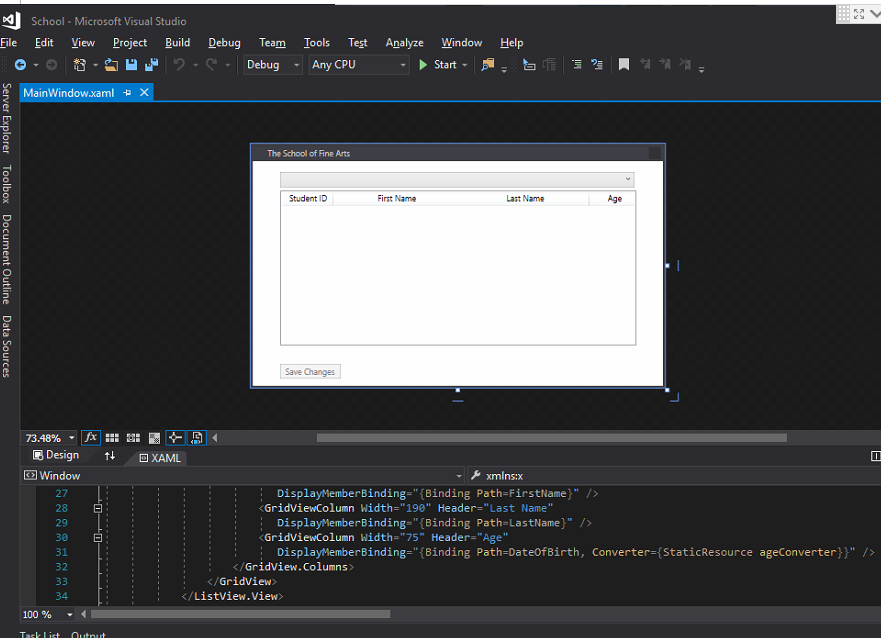 School - Microsoft Visual Studio
File Edit View Project Build Debug Team Tools Test Analyze Window Help
Debug Any CPU Start
MainWindow.xaml
Server Explorer
Toolbox
Document Outline
Data Sources
The School of Fine Arts
Student ID First Name Last Name Age
Save Changes
73.48% fx
Design XAML
Window xmlns:x
27 DisplayMemberBinding="{Binding Path=FirstName}" />
28 <GridViewColumn Width="190" Header="Last Name"
29 DisplayMemberBinding="{Binding Path=LastName}" />
30 <GridViewColumn Width="75" Header="Age"
31 DisplayMemberBinding="{Binding Path=DateOfBirth, Converter={StaticResource ageConverter}}" />
32 </GridView.Columns>
33 </GridView>
34 </ListView.View>
100 %
Task List Output